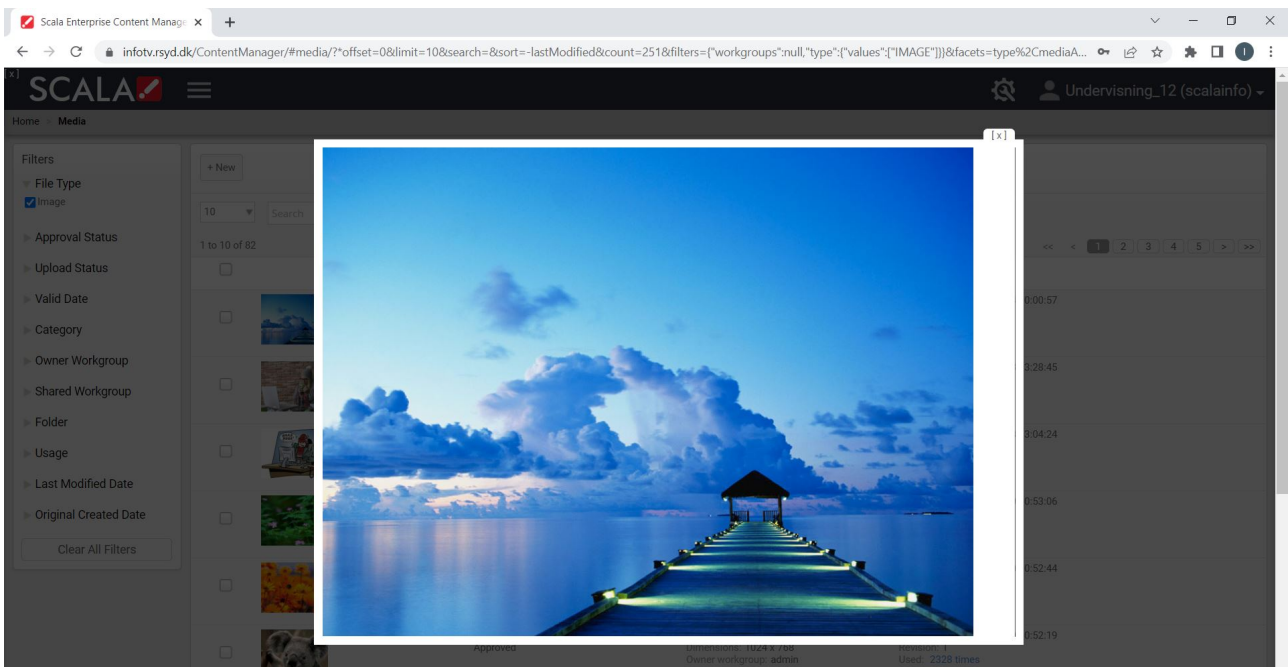 Scala Enterprise Content Manage
infotv.rsyd.dk/ContentManager/#media/?*offset=0&limit=10&search=&sort=-lastModified&count=251&filters={"workgroups":null,"type":{"values":["IMAGE"]}}&facets=type%2CmediaA...
I
[x]
SCALA
Undervisning_12 (scalainfo)
Home > Media
[x]
Filters
+ New
File Type
Image
10
Search
Approval Status
1 to 10 of 82
<< < 1 2 3 4 5 > >>
Upload Status
Valid Date
0:00:57
Category
Owner Workgroup
3:28:45
Shared Workgroup
Folder
3:04:24
Usage
Last Modified Date
0:53:06
Original Created Date
Clear All Filters
0:52:44
0:52:19
Approved
Dimensions: 1024 x 768
Revision: 1
Owner workgroup: admin
Used: 2328 times